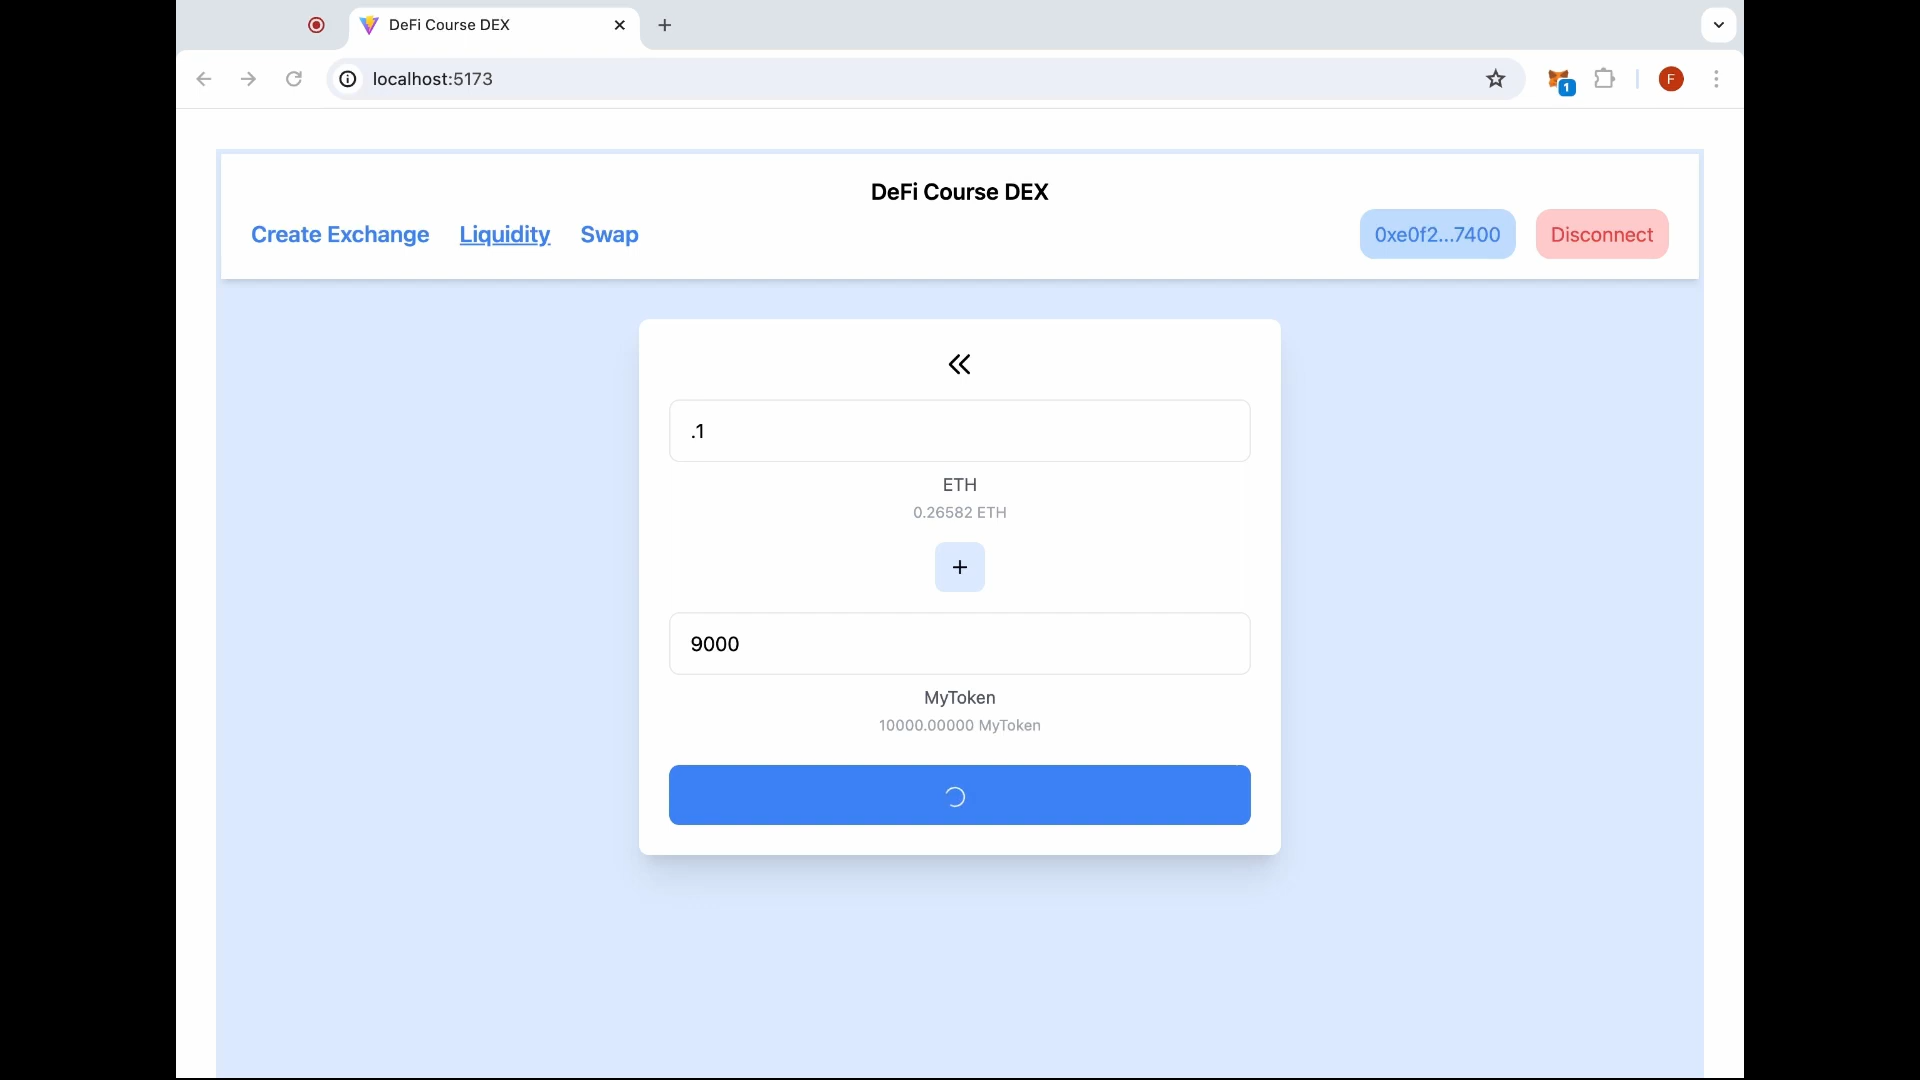 DeFi Course DEX
localhost:5173
1
F
DeFi Course DEX
Create Exchange Liquidity Swap 0xe0f2...7400 Disconnect
.1
ETH
0.26582 ETH
+
9000
MyToken
10000.00000 MyToken